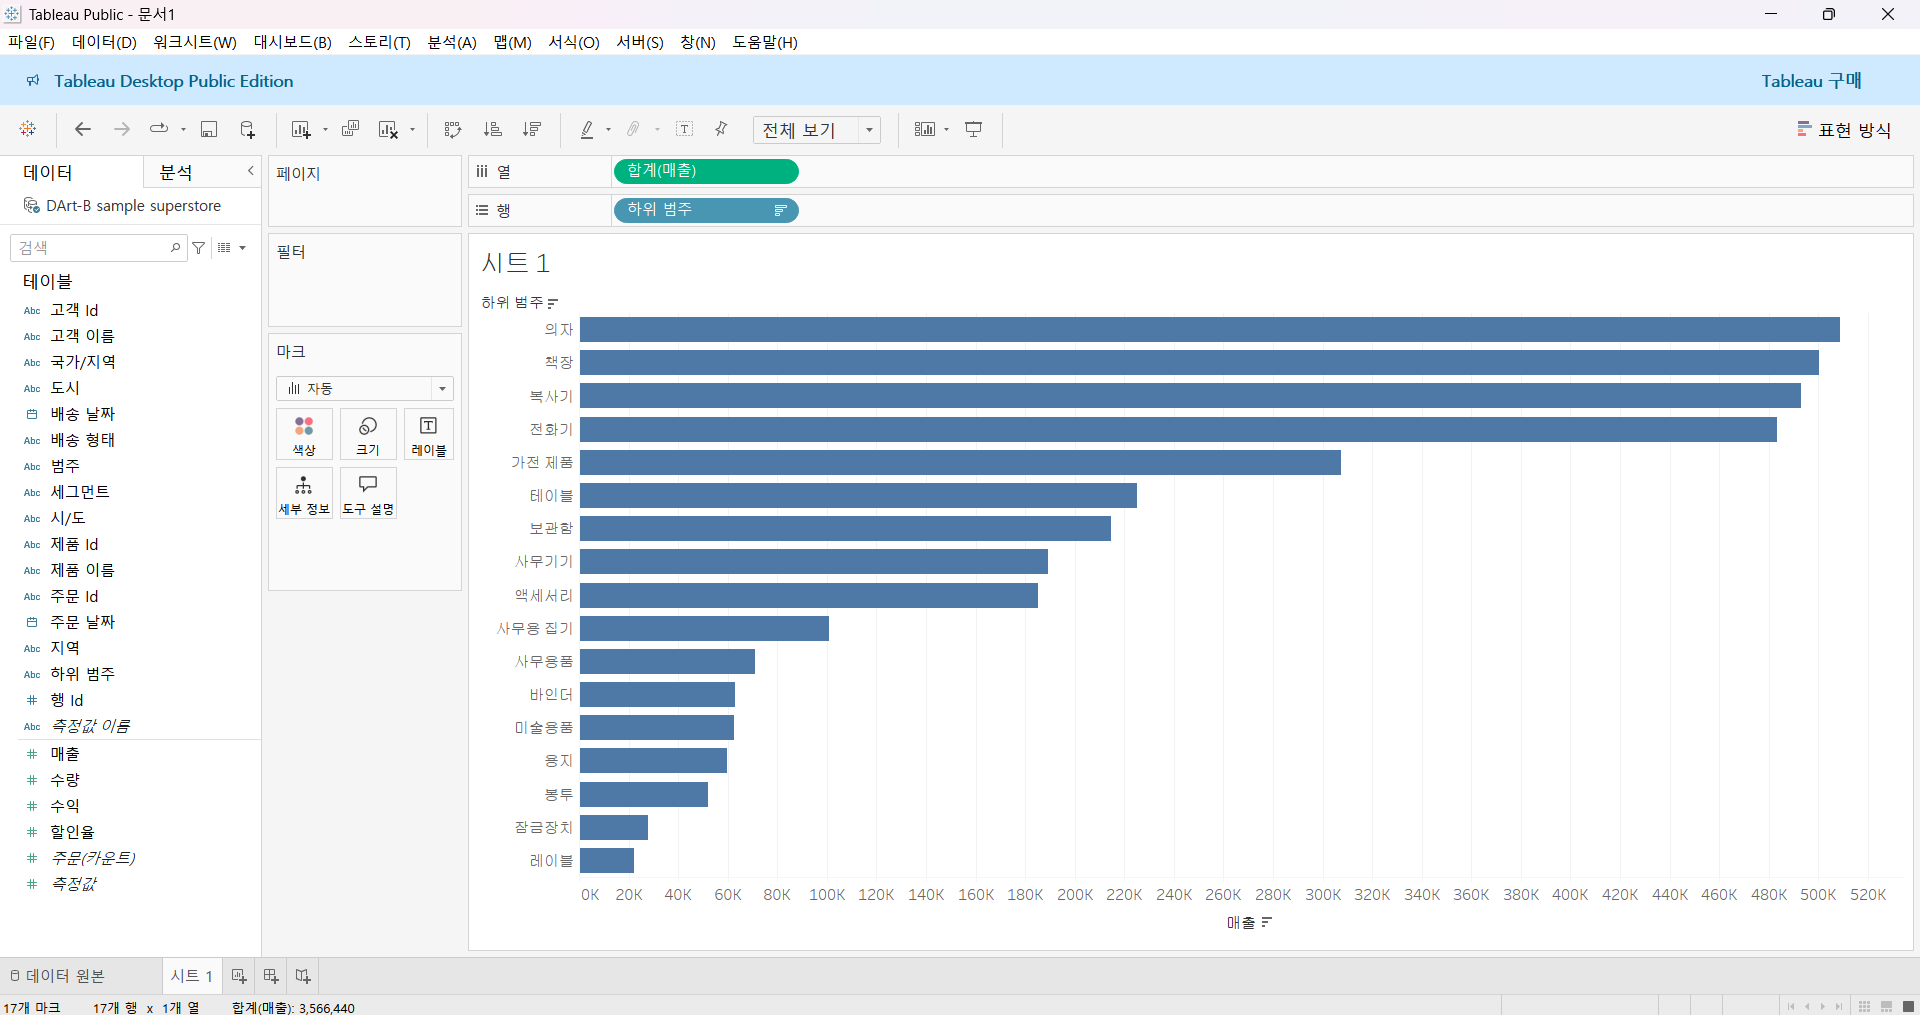 Tableau Public - 문서1
파일(F) 데이터(D) 워크시트(W) 대시보드(B) 스토리(T) 분석(A) 맵(M) 서식(O) 서버(S) 창(N) 도움말(H)
Tableau Desktop Public Edition
Tableau 구매
전체 보기
표현 방식
데이터
분석
DArt-B sample superstore
검색
테이블
Abc 고객 Id
Abc 고객 이름
Abc 국가/지역
Abc 도시
배송 날짜
Abc 배송 형태
Abc 범주
Abc 세그먼트
Abc 시/도
Abc 제품 Id
Abc 제품 이름
Abc 주문 Id
주문 날짜
Abc 지역
Abc 하위 범주
# 행 Id
Abc 측정값 이름
# 매출
# 수량
# 수익
# 할인율
# 주문(카운트)
# 측정값
페이지
필터
마크
자동
색상
크기
T
레이블
세부 정보
도구 설명
열
합계(매출)
행
하위 범주
시트 1
하위 범주
의자
책장
복사기
전화기
가전 제품
테이블
보관함
사무기기
액세서리
사무용 집기
사무용품
바인더
미술용품
용지
봉투
잠금장치
레이블
0K 20K 40K 60K 80K 100K 120K 140K 160K 180K 200K 220K 240K 260K 280K 300K 320K 340K 360K 380K 400K 420K 440K 460K 480K 500K 520K
매출
데이터 원본
시트 1
17개 마크 17개 행 x 1개 열 합계(매출): 3,566,440